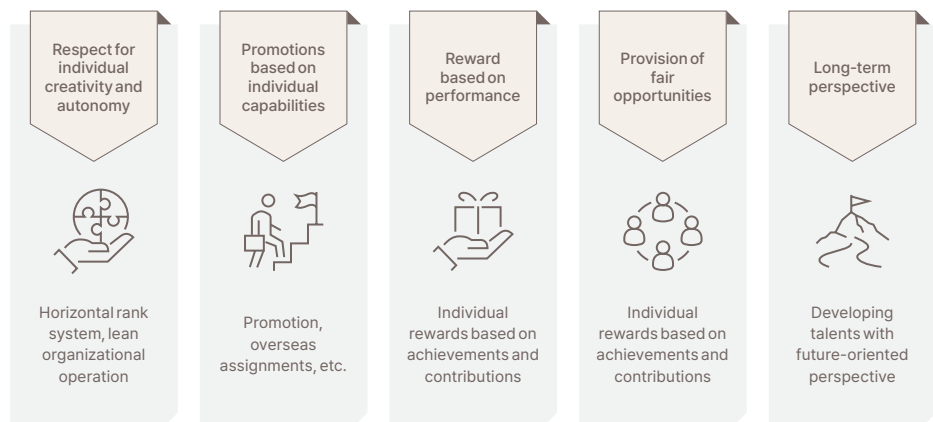 Respect for
individual
creativity and
autonomy
Horizontal rank
system, lean
organizational
operation
Promotions
based on
individual
capabilities
Promotion,
overseas
assignments, etc.
Reward
based on
performance
Individual
rewards based on
achievements and
contributions
Provision of
fair
opportunities
Individual
rewards based on
achievements and
contributions
Long-term
perspective
Developing
talents with
future-oriented
perspective